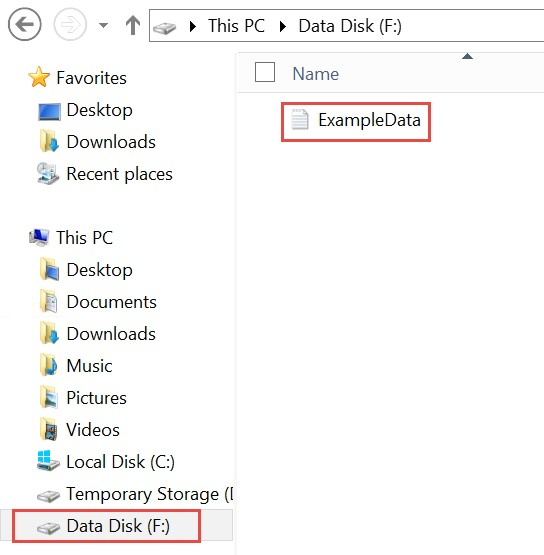 This PC Data Disk (F:)
Name
ExampleData
Favorites
Desktop
Downloads
Recent places
This PC
Desktop
Documents
Downloads
Music
Pictures
Videos
Local Disk (C:)
Temporary Storage (
Data Disk (F:)